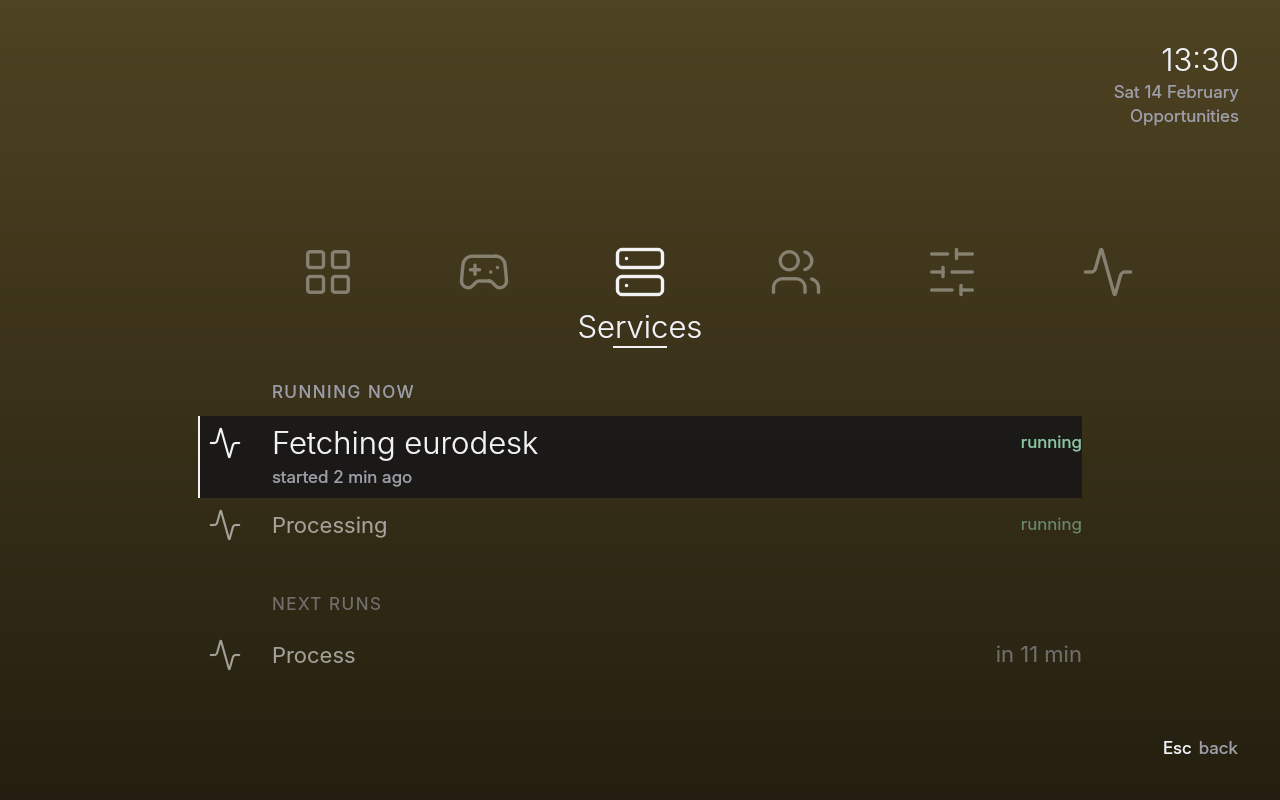 13:30
Sat 14 February
Opportunities
Services
RUNNING NOW
Fetching eurodesk
running
started 2 min ago
Processing
running
NEXT RUNS
Process
in 11 min
Esc back